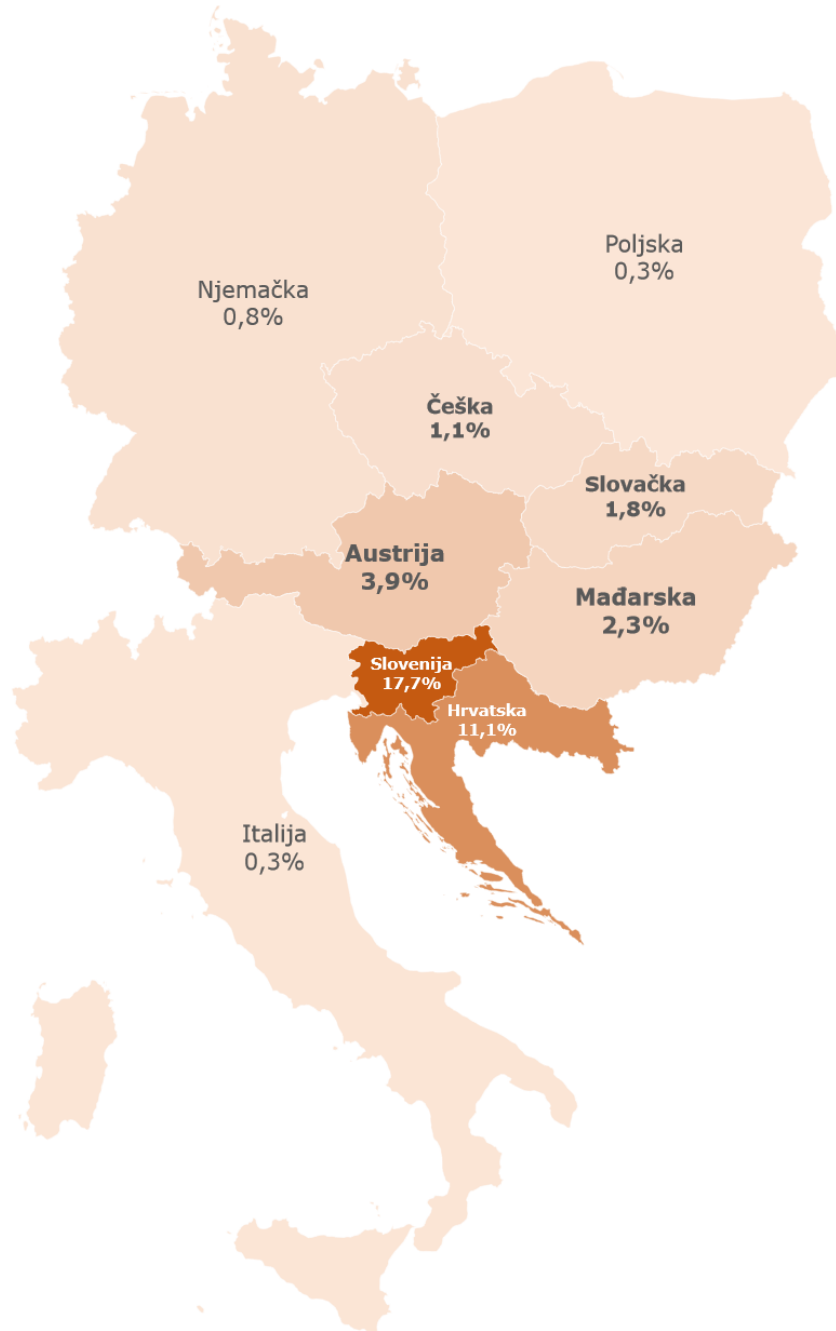 Poljska
0,3%
Njemačka
0,8%
Češka
1,1%
Slovačka
1,8%
Austrija
3,9%
Mađarska
2,3%
Slovenija
17,7%
Hrvatska
11,1%
Italija
0,3%